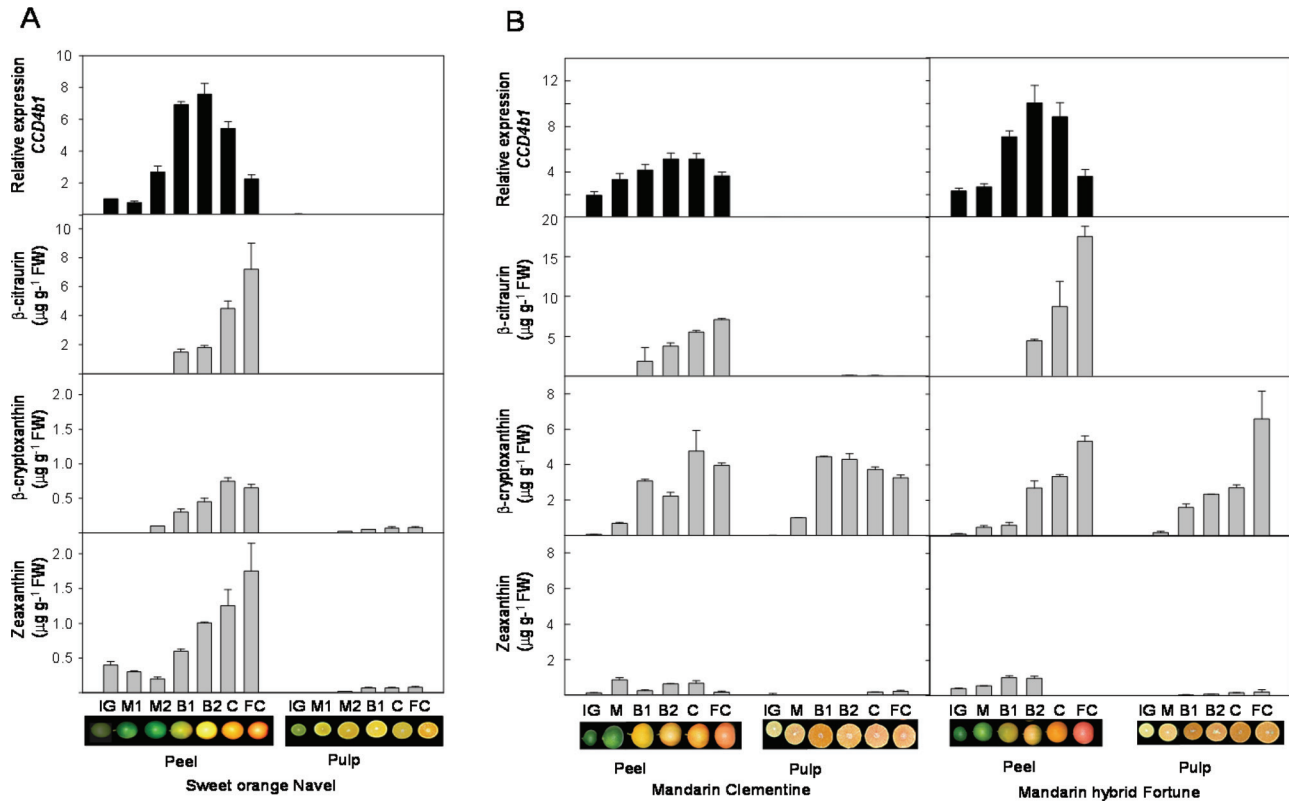 A
B
Relative expression
CCD4b1
10
8
6
4
2
Relative expression
CCD4b1
12
8
4
β-citraurin
(µg g-1 FW)
10
8
6
4
2
β-citraurin
(µg g-1 FW)
20
15
10
5
β-cryptoxanthin
(µg g-1 FW)
2.0
1.5
1.0
0.5
β-cryptoxanthin
(µg g-1 FW)
8
6
4
2
Zeaxanthin
(µg g-1 FW)
2.0
1.5
1.0
0.5
Zeaxanthin
(µg g-1 FW)
8
6
4
2
IG M1 M2 B1 B2 C FC
IG M1 M2 B1 B2 C FC
IG M B1 B2 C FC
IG M B1 B2 C FC
IG M B1 B2 C FC
IG M B1 B2 C FC
Peel
Pulp
Peel
Pulp
Peel
Pulp
Sweet orange Navel
Mandarin Clementine
Mandarin hybrid Fortune